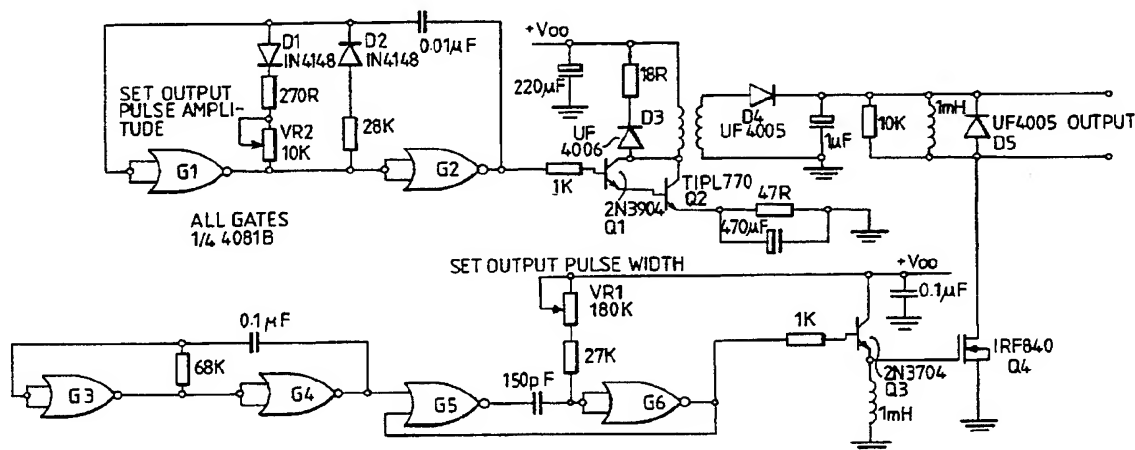 D1
IN4148
D2
IN4148
0.01µF
+Voo
220µF
18R
D3
UF
4006
D4
UF4005
1µF
10K
1mH
UF4005 OUTPUT
D5
SET OUTPUT
PULSE AMPLI-
TUDE
270R
VR2
10K
28K
G1
G2
1K
2N3904
Q1
TIPL770
Q2
47R
470µF
ALL GATES
1/4 4081B
SET OUTPUT PULSE WIDTH
VR1
180K
27K
+Voo
0.1µF
0.1µF
68K
G3
G4
G5
150pF
G6
1K
2N3704
Q3
1mH
IRF840
Q4